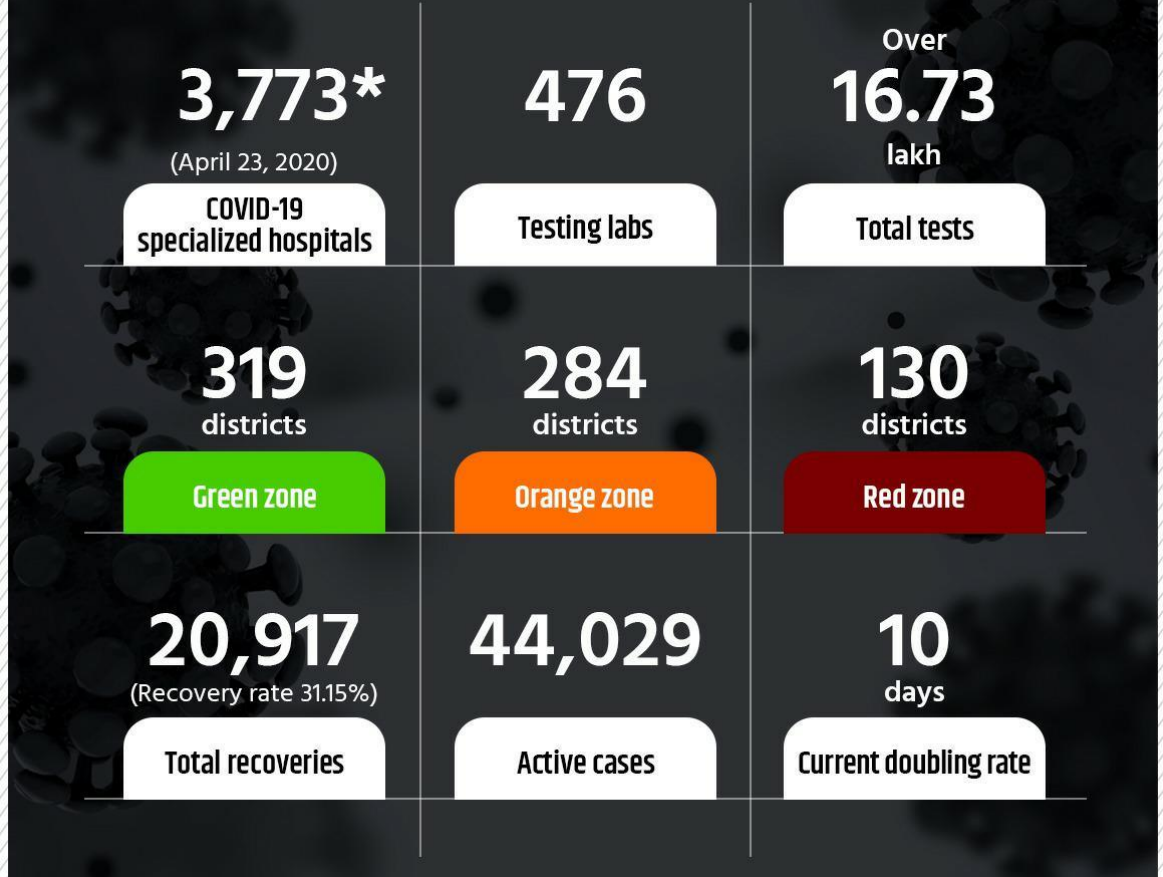 3,773*
(April 23, 2020)
COVID-19
specialized hospitals
476
Testing labs
Over
16.73
lakh
Total tests
319
districts
Green zone
284
districts
Orange zone
130
districts
Red zone
20,917
(Recovery rate 31.15%)
Total recoveries
44,029
Active cases
10
days
Current doubling rate